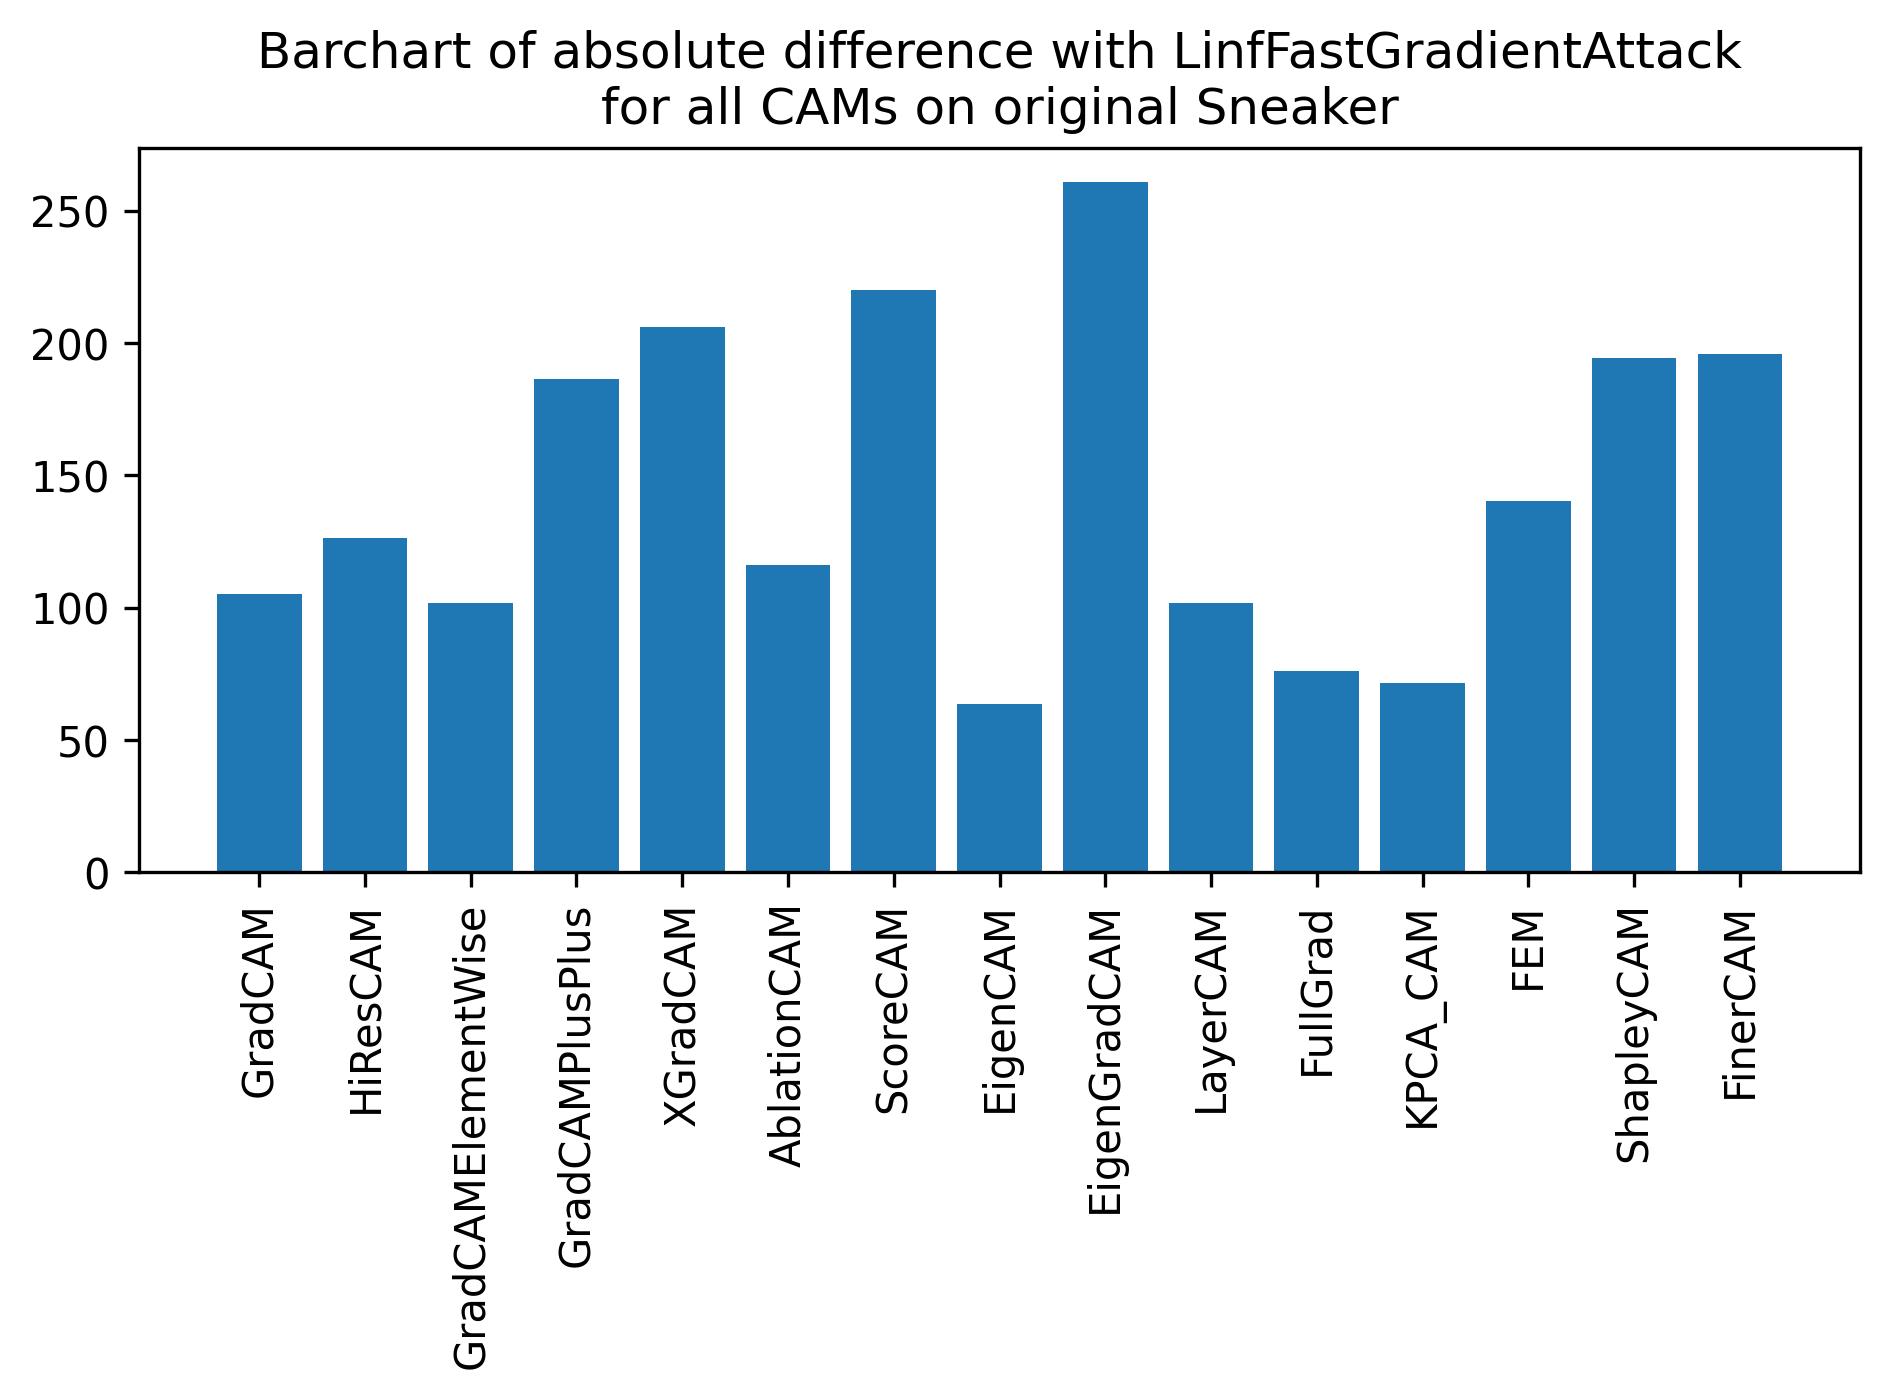 Barchart of absolute difference with LinfFastGradientAttack
for all CAMs on original Sneaker
250
200
150
100
50
0
GradCAM
HiResCAM
GradCAMElementWise
GradCAMPlusPlus
XGradCAM
AblationCAM
ScoreCAM
EigenCAM
EigenGradCAM
LayerCAM
FullGrad
KPCA_CAM
FEM
ShapleyCAM
FinerCAM